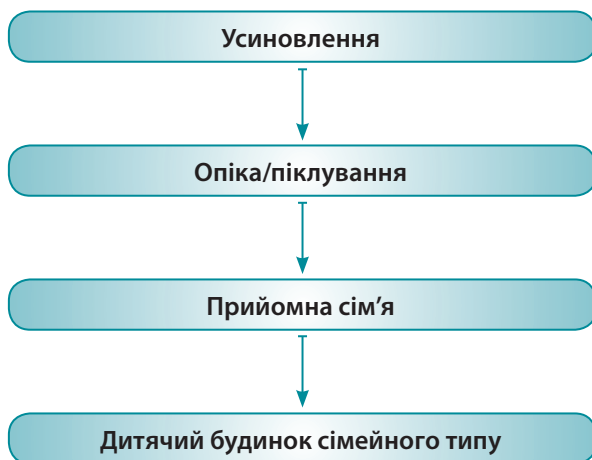 Усиновлення
Опіка/піклування
Прийомна сім’я
Дитячий будинок сімейного типу